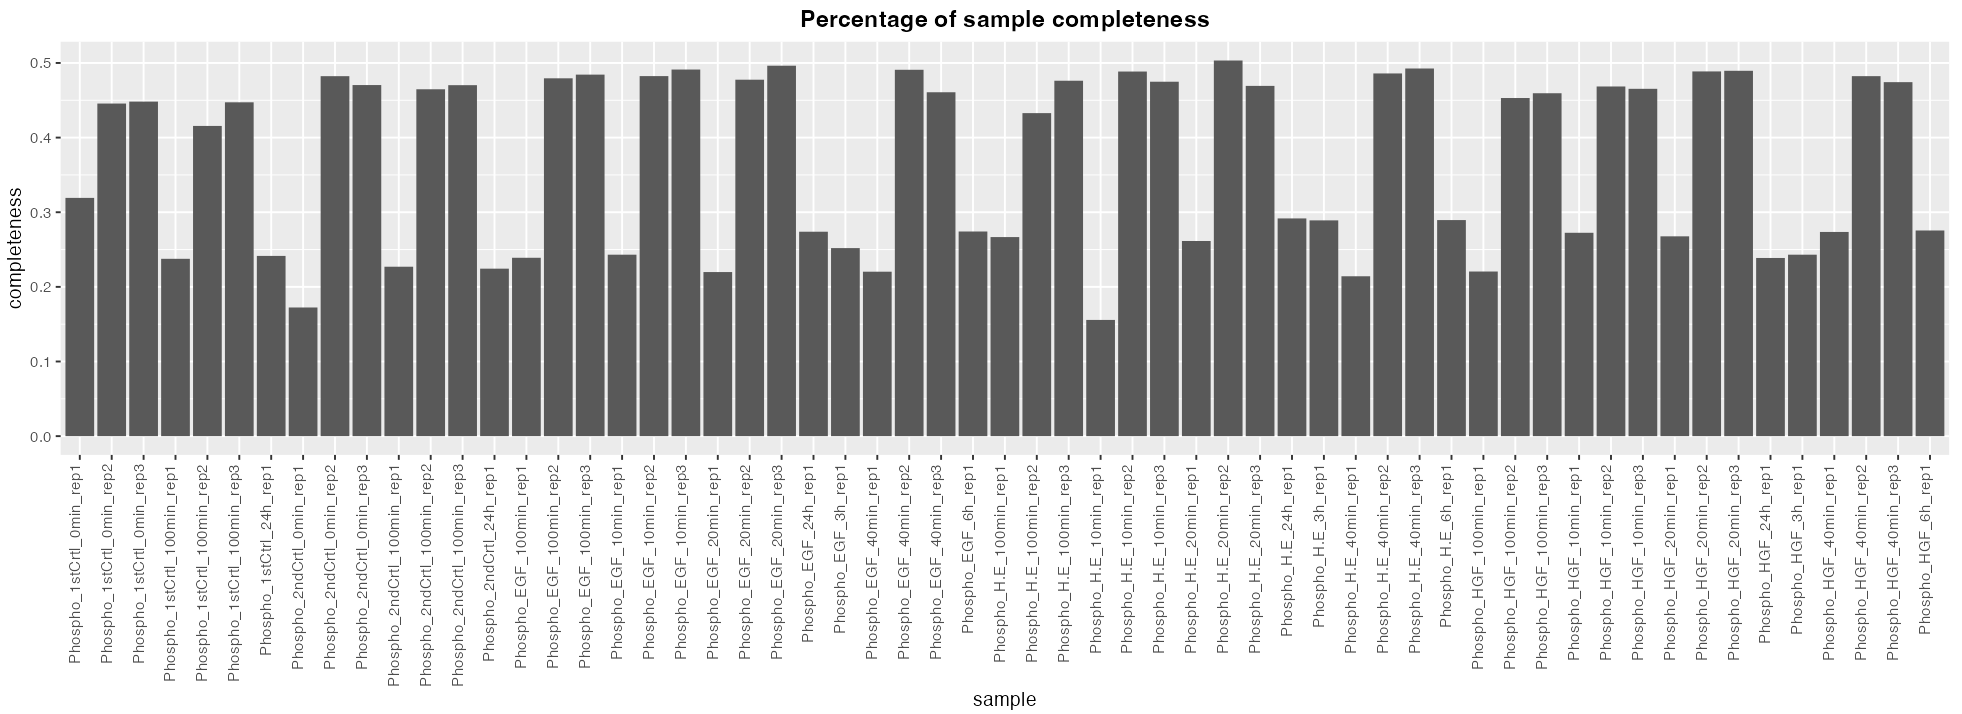 Percentage of sample completeness
completeness
0.5
0.4
0.3
0.2
0.1
0.0
Phospho_1stCrtl_0min_rep1
Phospho_1stCrtl_0min_rep2
Phospho_1stCrtl_0min_rep3
Phospho_1stCrtl_100min_rep1
Phospho_1stCrtl_100min_rep2
Phospho_1stCrtl_100min_rep3
Phospho_1stCtrl_24h_rep1
Phospho_2ndCrtl_0min_rep1
Phospho_2ndCrtl_0min_rep2
Phospho_2ndCrtl_0min_rep3
Phospho_2ndCrtl_100min_rep1
Phospho_2ndCrtl_100min_rep2
Phospho_2ndCrtl_100min_rep3
Phospho_2ndCrtl_24h_rep1
Phospho_EGF_100min_rep1
Phospho_EGF_100min_rep2
Phospho_EGF_100min_rep3
Phospho_EGF_10min_rep1
Phospho_EGF_10min_rep2
Phospho_EGF_10min_rep3
Phospho_EGF_20min_rep1
Phospho_EGF_20min_rep2
Phospho_EGF_20min_rep3
Phospho_EGF_24h_rep1
Phospho_EGF_3h_rep1
Phospho_EGF_40min_rep1
Phospho_EGF_40min_rep2
Phospho_EGF_40min_rep3
Phospho_EGF_6h_rep1
Phospho_H.E_100min_rep1
Phospho_H.E_100min_rep2
Phospho_H.E_100min_rep3
Phospho_H.E_10min_rep1
Phospho_H.E_10min_rep2
Phospho_H.E_10min_rep3
Phospho_H.E_20min_rep1
Phospho_H.E_20min_rep2
Phospho_H.E_20min_rep3
Phospho_H.E_24h_rep1
Phospho_H.E_3h_rep1
Phospho_H.E_40min_rep1
Phospho_H.E_40min_rep2
Phospho_H.E_40min_rep3
Phospho_H.E_6h_rep1
Phospho_HGF_100min_rep1
Phospho_HGF_100min_rep2
Phospho_HGF_100min_rep3
Phospho_HGF_10min_rep1
Phospho_HGF_10min_rep2
Phospho_HGF_10min_rep3
Phospho_HGF_20min_rep1
Phospho_HGF_20min_rep2
Phospho_HGF_20min_rep3
Phospho_HGF_24h_rep1
Phospho_HGF_3h_rep1
Phospho_HGF_40min_rep1
Phospho_HGF_40min_rep2
Phospho_HGF_40min_rep3
Phospho_HGF_6h_rep1
sample